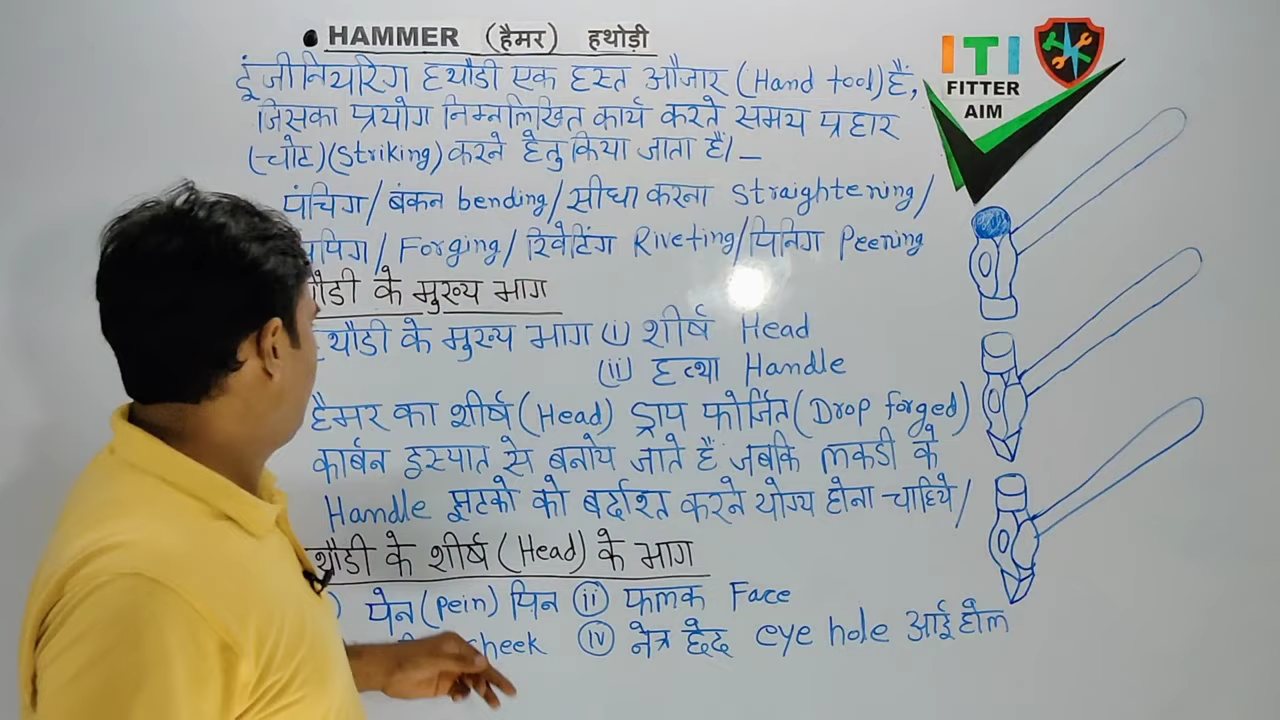 HAMMER (हैमर) हथोड़ी
इंजीनियरिंग हथौडी एक हस्त औजार (Hand tool) हैं,
जिसका प्रयोग निम्नलिखित कार्य करते समय प्रहार
(चोट) (Striking) करने हेतु किया जाता हैं। _
पंचिंग / बंकन bending / सीधा करना straightening /
पिंग / Forging / रिवेटिंग Riveting / पिनिंग Peening
थौडी के मुख्य भाग
हथौडी के मुख्य भाग (i) शीर्ष Head
(ii) हत्था Handle
हैमर का शीर्ष (Head) ड्राप फोर्जित (Drop forged)
कार्बन इस्पात से बनाये जाते हैं जबकि लकडी के
Handle झटको को बर्दाश्त करने योग्य होना चाहिये /
थौडी के शीर्ष (Head) के भाग
) पेन (pein) पिन (ii) फलक Face
cheek (iv) नेत्र छेद eye hole आई होल
ITI
FITTER
AIM